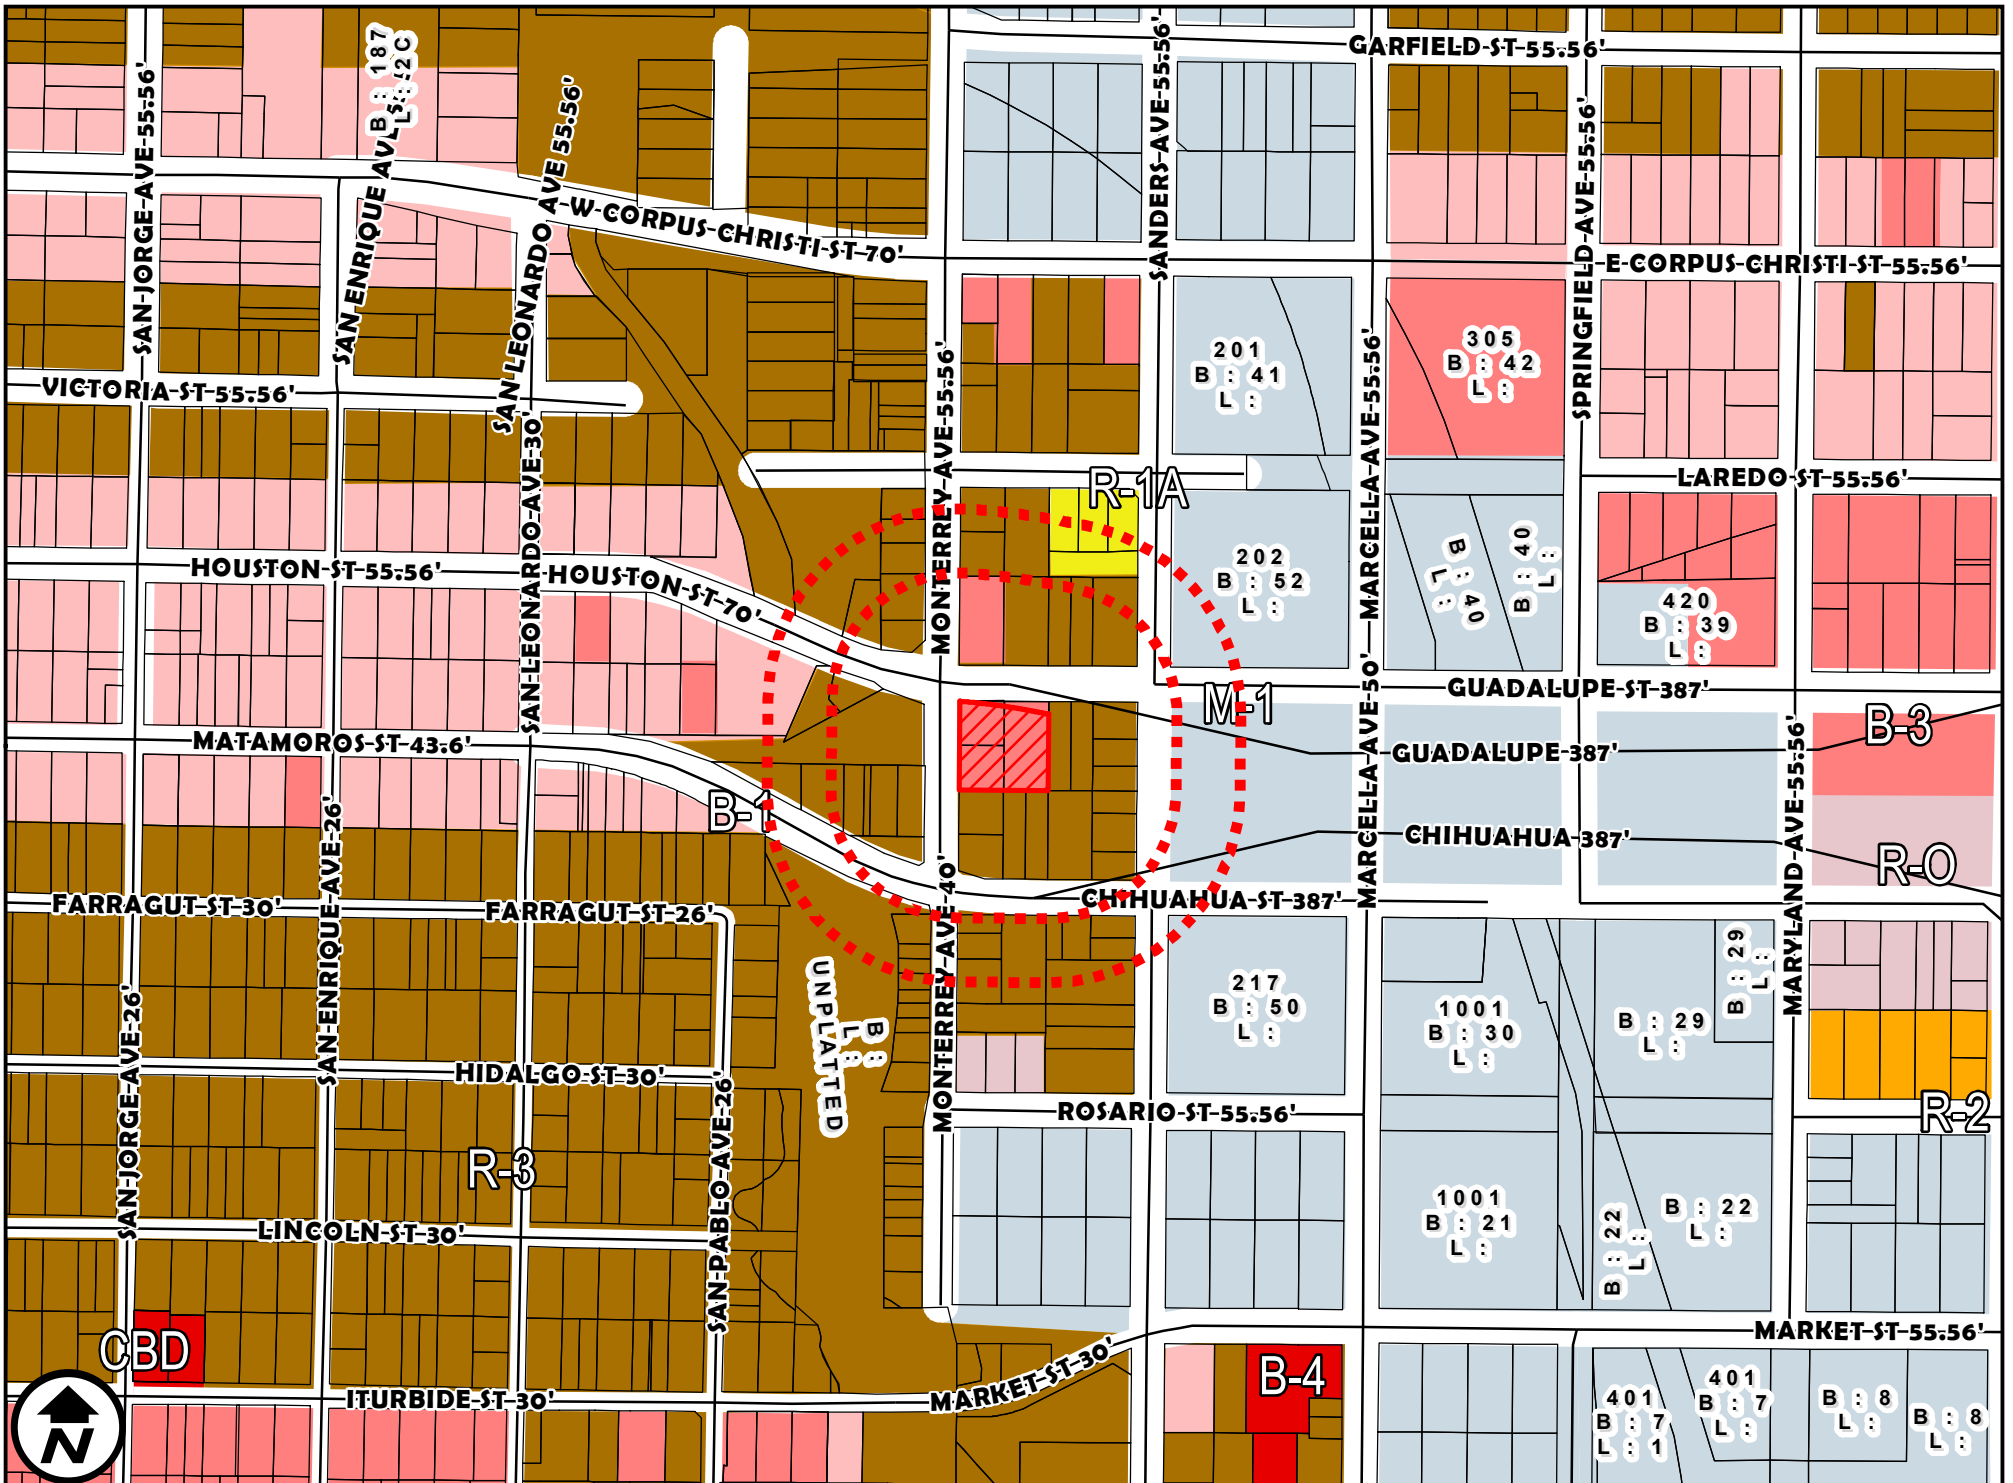 GARFIELD ST 55.56'
B : 187
L : 2C
SAN JORGE AVE 55.56'
SAN ENRIQUE AVE
SAN LEONARDO AVE 55.56'
SANDERS AVE 55.56'
SPRINGFIELD AVE 55.56'
W CORPUS CHRISTI ST 70'
E CORPUS CHRISTI ST 55.56'
201
B : 41
L :
305
B : 42
L :
MONTERREY AVE 55.56'
MARCELLA AVE 55.56'
VICTORIA ST 55.56'
SAN LEONARDO AVE 30'
R-1A
LAREDO ST 55.56'
HOUSTON ST 55.56'
HOUSTON ST 70'
202
B : 52
L :
B : 40
L :
B : 40
L :
420
B : 39
L :
GUADALUPE ST 387'
M-1
B-3
MATAMOROS ST 43.6'
GUADALUPE 387'
MARCELLA AVE 50'
MARYLAND AVE 55.56'
B-1
CHIHUAHUA 387'
R-O
SAN ENRIQUE AVE 26'
MONTERREY AVE 40'
CHIHUAHUA ST 387'
FARRAGUT ST 30'
FARRAGUT ST 26'
UNPLATTED
B :
L :
217
B : 50
L :
1001
B : 30
L :
B : 29
L :
B : 29
L :
SAN JORGE AVE 26'
HIDALGO ST 30'
SAN PABLO AVE 26'
ROSARIO ST 55.56'
R-2
R-3
LINCOLN ST 30'
1001
B : 21
L :
B : 22
L :
B : 22
L :
CBD
MARKET ST 55.56'
MARKET ST 30'
B-4
ITURBIDE ST 30'
401
B : 7
L : 1
401
B : 7
L :
B : 8
L :
B : 8
L :
N